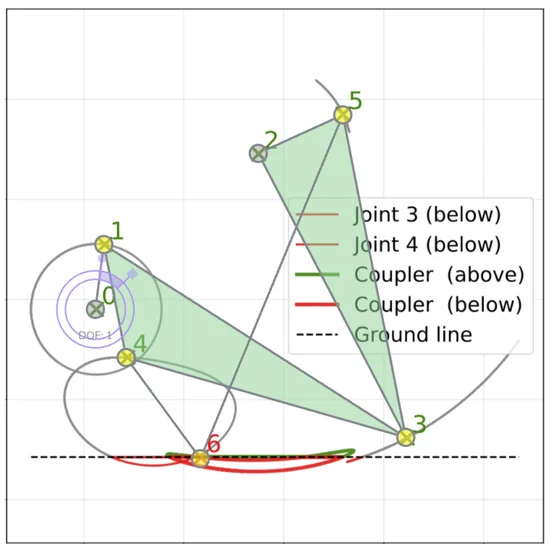 5
2
Joint 3 (below)
1
Joint 4 (below)
Coupler (above)
0
Coupler (below)
DOF: 1
Ground line
4
3
6